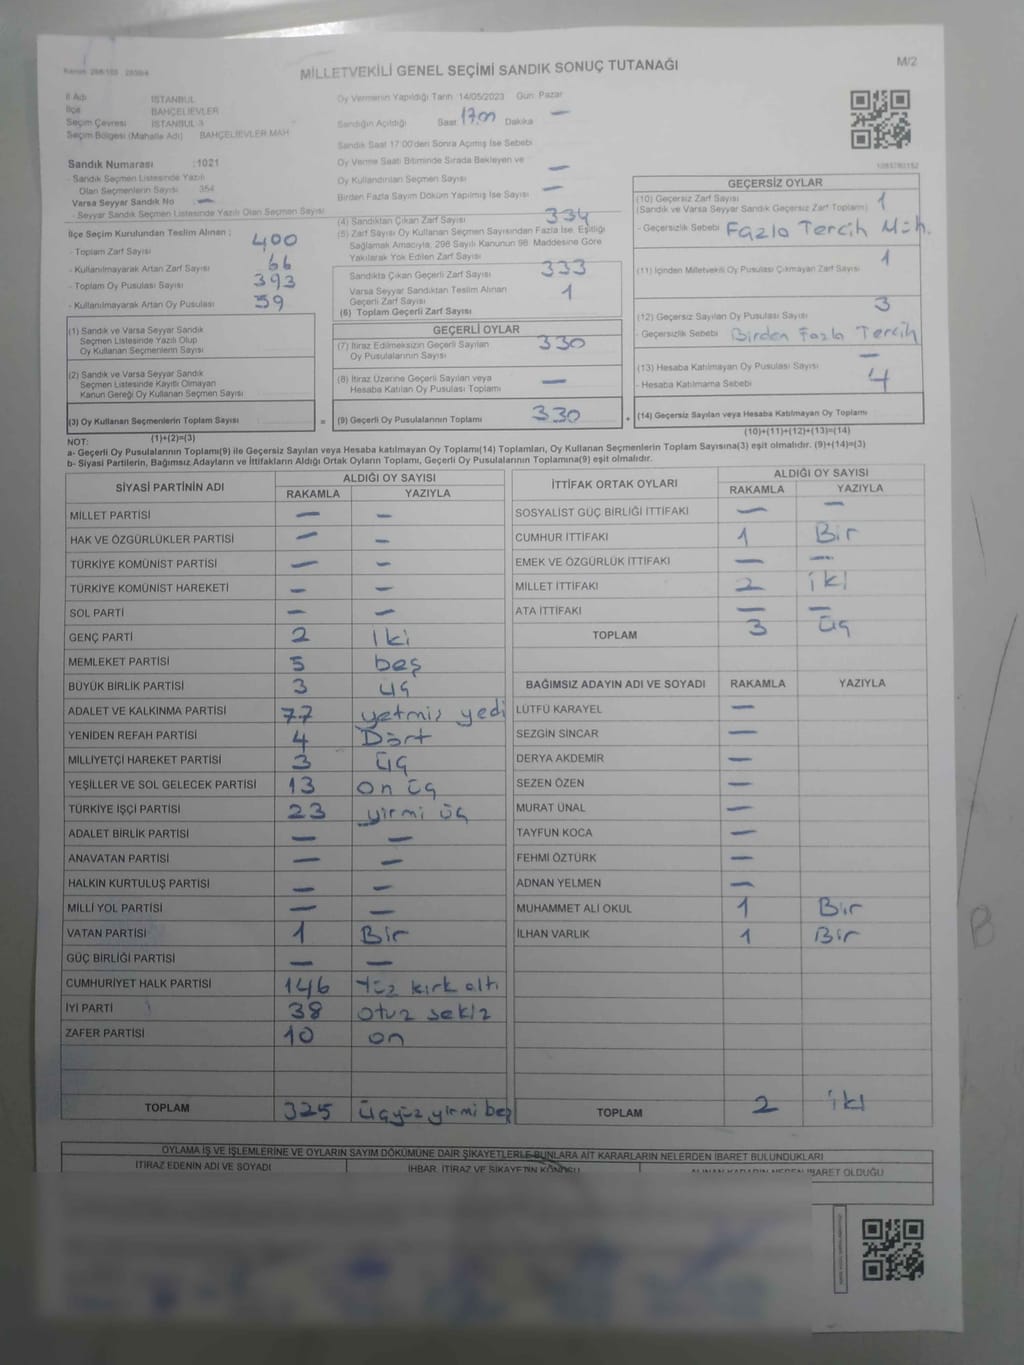 MİLLETVEKİLİ GENEL SEÇİMİ SANDIK SONUÇ TUTANAĞI
M/2
İl Adı İSTANBUL
İlçe BAHÇELİEVLER
Seçim Çevresi İSTANBUL 3
Seçim Bölgesi (Mahalle Adı) BAHÇELİEVLER MAH
Sandık Numarası :1021
- Sandık Seçmen Listesinde Yazılı
Olan Seçmenlerin Sayısı 354
Varsa Seyyar Sandık No —
- Seyyar Sandık Seçmen Listesinde Yazılı Olan Seçmen Sayısı
İlçe Seçim Kurulundan Teslim Alınan ;
- Toplam Zarf Sayısı 400
- Kullanılmayarak Artan Zarf Sayısı 66
- Toplam Oy Pusulası Sayısı 393
- Kullanılmayarak Artan Oy Pusulası 59
Oy Vermenin Yapıldığı Tarih :14/05/2023 Gün: Pazar
Sandığın Açıldığı Saat 17.00 Dakika —
Sandık Saat 17:00'den Sonra Açılmış İse Sebebi
Oy Verme Saati Bitiminde Sırada Bekleyen ve
Oy Kullandırılan Seçmen Sayısı —
Birden Fazla Sayım Döküm Yapılmış İse Sayısı —
(4) Sandıktan Çıkan Zarf Sayısı 334
(5) Zarf Sayısı Oy Kullanan Seçmen Sayısından Fazla İse, Eşitliği
Sağlamak Amacıyla, 298 Sayılı Kanunun 98. Maddesine Göre
Yakılarak Yok Edilen Zarf Sayısı
Sandıkta Çıkan Geçerli Zarf Sayısı 333
Varsa Seyyar Sandıktan Teslim Alınan
Geçerli Zarf Sayısı 1
(6) Toplam Geçerli Zarf Sayısı
1083780152
GEÇERSİZ OYLAR
(10) Geçersiz Zarf Sayısı 1
(Sandık ve Varsa Seyyar Sandık Geçersiz Zarf Toplamı)
- Geçersizlik Sebebi Fazla Tercih Müh.
(11) İçinden Milletvekili Oy Pusulası Çıkmayan Zarf Sayısı 1
(12) Geçersiz Sayılan Oy Pusulası Sayısı 3
- Geçersizlik Sebebi Birden Fazla Tercih
(13) Hesaba Katılmayan Oy Pusulası Sayısı —
- Hesaba Katılmama Sebebi 4
(14) Geçersiz Sayılan veya Hesaba Katılmayan Oy Toplamı
(10)+(11)+(12)+(13)=(14)
(1) Sandık ve Varsa Seyyar Sandık
Seçmen Listesinde Yazılı Olup
Oy Kullanan Seçmenlerin Sayısı
(2) Sandık ve Varsa Seyyar Sandık
Seçmen Listesinde Kayıtlı Olmayan
Kanun Gereği Oy Kullanan Seçmen Sayısı
(3) Oy Kullanan Seçmenlerin Toplam Sayısı
(1)+(2)=(3)
GEÇERLİ OYLAR
(7) İtiraz Edilmeksizin Geçerli Sayılan
Oy Pusulalarının Sayısı 330
(8) İtiraz Üzerine Geçerli Sayılan veya
Hesaba Katılan Oy Pusulası Toplamı —
= (9) Geçerli Oy Pusulalarının Toplamı 330 +
NOT:
a- Geçerli Oy Pusulalarının Toplamı(9) ile Geçersiz Sayılan veya Hesaba katılmayan Oy Toplamı(14) Toplamları, Oy Kullanan Seçmenlerin Toplam Sayısına(3) eşit olmalıdır. (9)+(14)=(3)
b- Siyasi Partilerin, Bağımsız Adayların ve İttifakların Aldığı Ortak Oyların Toplamı, Geçerli Oy Pusulalarının Toplamına(9) eşit olmalıdır.
SİYASİ PARTİNİN ADI ALDIĞI OY SAYISI
RAKAMLA YAZIYLA
MİLLET PARTİSİ — —
HAK VE ÖZGÜRLÜKLER PARTİSİ — —
TÜRKİYE KOMÜNİST PARTİSİ — —
TÜRKİYE KOMÜNİST HAREKETİ — —
SOL PARTİ — —
GENÇ PARTİ 2 iki
MEMLEKET PARTİSİ 5 beş
BÜYÜK BİRLİK PARTİSİ 3 üç
ADALET VE KALKINMA PARTİSİ 77 yetmiş yedi
YENİDEN REFAH PARTİSİ 4 Dört
MİLLİYETÇİ HAREKET PARTİSİ 3 üç
YEŞİLLER VE SOL GELECEK PARTİSİ 13 on üç
TÜRKİYE İŞÇİ PARTİSİ 23 yirmi üç
ADALET BİRLİK PARTİSİ — —
ANAVATAN PARTİSİ — —
HALKIN KURTULUŞ PARTİSİ — —
MİLLİ YOL PARTİSİ — —
VATAN PARTİSİ 1 Bir
GÜÇ BİRLİĞİ PARTİSİ — —
CUMHURİYET HALK PARTİSİ 146 Yüz kırk altı
İYİ PARTİ 38 otuz sekiz
ZAFER PARTİSİ 10 on
TOPLAM 325 üçyüz yirmi beş
İTTİFAK ORTAK OYLARI ALDIĞI OY SAYISI
RAKAMLA YAZIYLA
SOSYALİST GÜÇ BİRLİĞİ İTTİFAKI — —
CUMHUR İTTİFAKI 1 Bir
EMEK VE ÖZGÜRLÜK İTTİFAKI — —
MİLLET İTTİFAKI 2 iki
ATA İTTİFAKI — —
TOPLAM 3 üç
BAĞIMSIZ ADAYIN ADI VE SOYADI RAKAMLA YAZIYLA
LÜTFÜ KARAYEL —
SEZGİN SİNCAR —
DERYA AKDEMİR —
SEZEN ÖZEN —
MURAT ÜNAL —
TAYFUN KOCA —
FEHMİ ÖZTÜRK —
ADNAN YELMEN —
MUHAMMET ALİ OKUL 1 Bir
İLHAN VARLIK 1 Bir
TOPLAM 2 iki
OYLAMA İŞ VE İŞLEMLERİNE VE OYLARIN SAYIM DÖKÜMÜNE DAİR ŞİKAYETLERLE BUNLARA AİT KARARLARIN NELERDEN İBARET BULUNDUKLARI
İTİRAZ EDENİN ADI VE SOYADI İHBAR, İTİRAZ VE ŞİKAYETİN KONUSU ALINAN KARARIN NEDEN İBARET OLDUĞU